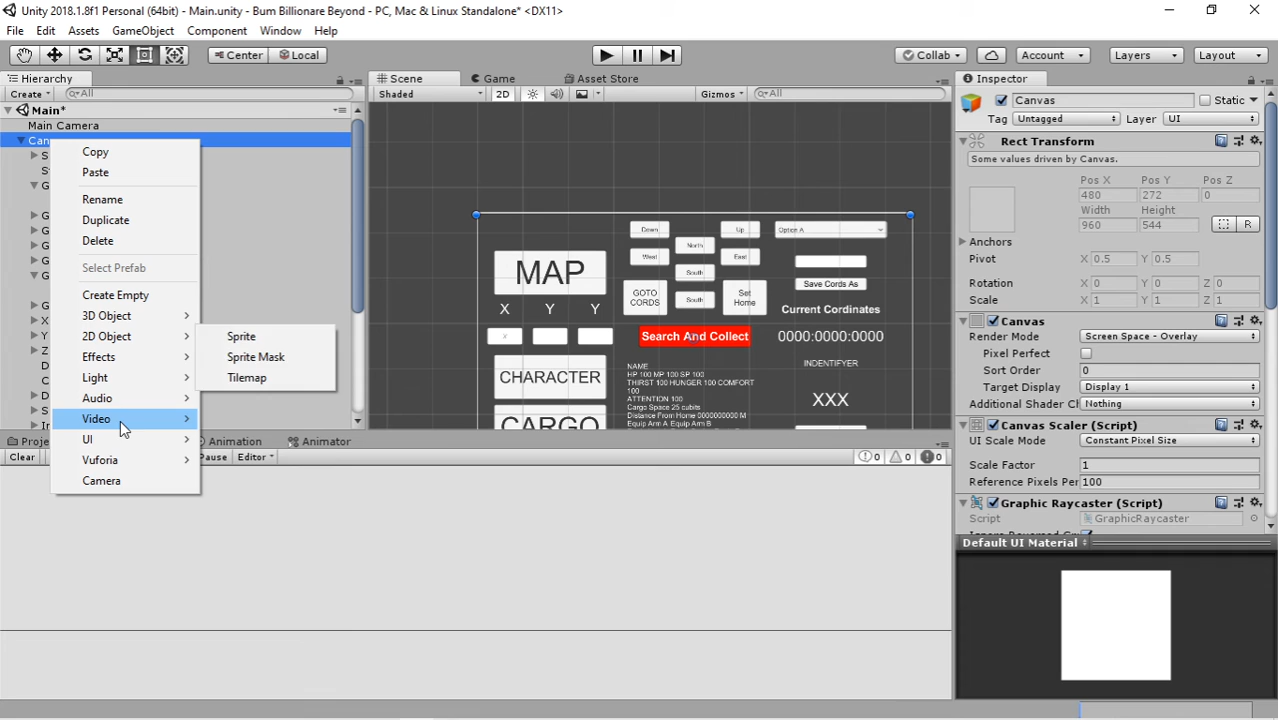 Unity 2018.1.8f1 Personal (64bit) - Main.unity - Bum Billionare Beyond - PC, Mac & Linux Standalone* <DX11>
File Edit Assets GameObject Component Window Help
Center Local Collab Account Layers Layout
Hierarchy
Create All
Main*
Main Camera
Can
S
S
G
G
G
G
G
G
X
Y
Z
D
C
D
S
I
Copy
Paste
Rename
Duplicate
Delete
Select Prefab
Create Empty
3D Object
2D Object
Effects
Light
Audio
Video
UI
Vuforia
Camera
Sprite
Sprite Mask
Tilemap
Scene Game Asset Store
Shaded 2D Gizmos All
Down Up Option A
North
West East
MAP
South
GOTO CORDS
South
Set Home
Save Cords As
X Y Y
Current Cordinates
X
Search And Collect
0000:0000:0000
CHARACTER
INDENTIFYER
NAME
HP 100 MP 100 SP 100
THIRST 100 HUNGER 100 COMFORT
100
ATTENTION 100
Cargo Space 25 cubits
Distance From Home 0000000000 M
Equip Arm A Equip Arm B
XXX
CARGO
Proje Animation Animator
Clear Pause Editor 0 0 0
Inspector
Canvas Static
Tag Untagged Layer UI
Rect Transform
Some values driven by Canvas.
Pos X Pos Y Pos Z
480 272 0
Width Height
960 544 R
Anchors
Pivot X 0.5 Y 0.5
Rotation X 0 Y 0 Z 0
Scale X 1 Y 1 Z 1
Canvas
Render Mode Screen Space - Overlay
Pixel Perfect
Sort Order 0
Target Display Display 1
Additional Shader Cl Nothing
Canvas Scaler (Script)
UI Scale Mode Constant Pixel Size
Scale Factor 1
Reference Pixels Per 100
Graphic Raycaster (Script)
Script GraphicRaycaster
Default UI Material